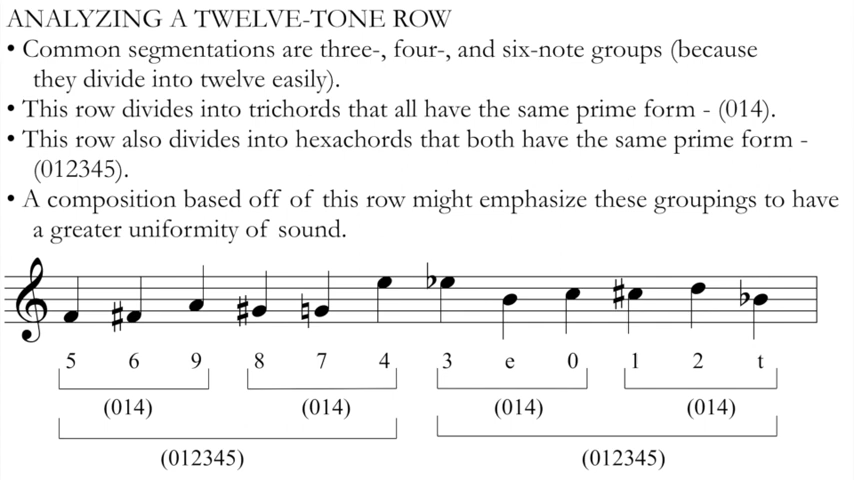 ANALYZING A TWELVE-TONE ROW
• Common segmentations are three-, four-, and six-note groups (because
they divide into twelve easily).
• This row divides into trichords that all have the same prime form - (014).
• This row also divides into hexachords that both have the same prime form -
(012345).
• A composition based off of this row might emphasize these groupings to have
a greater uniformity of sound.
5 6 9 8 7 4 3 e 0 1 2 t
(014) (014) (014) (014)
(012345) (012345)